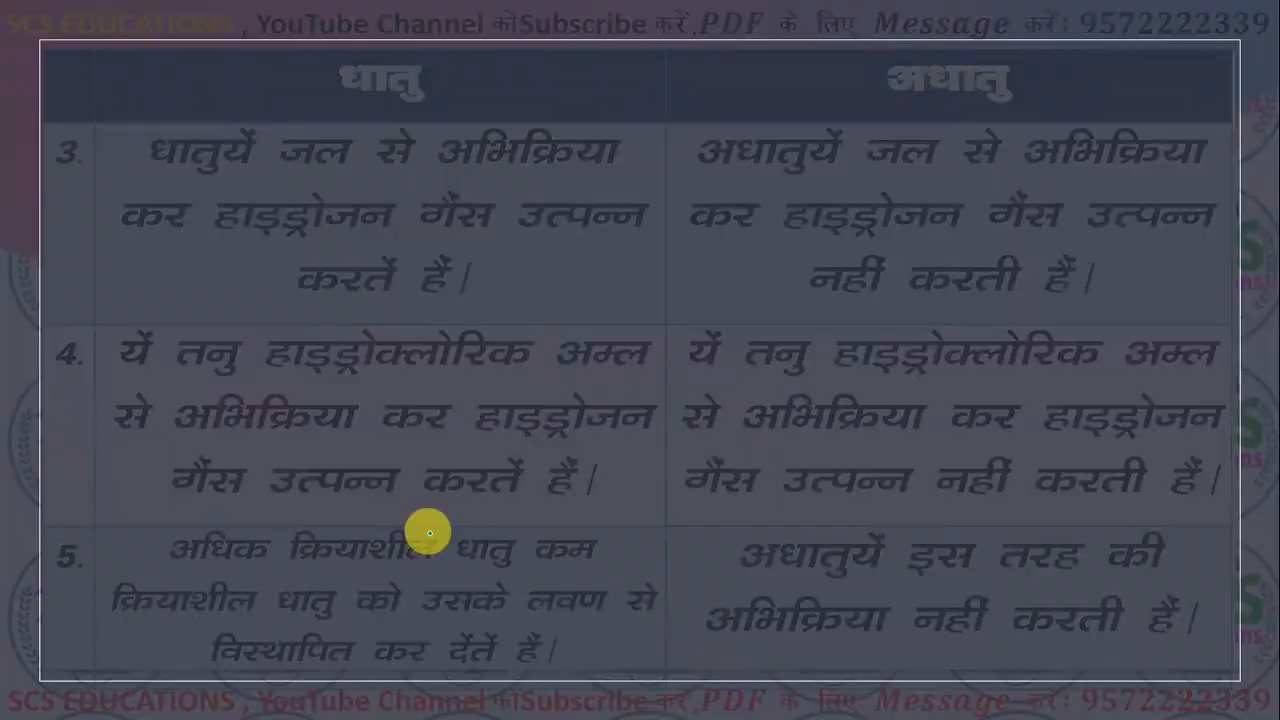 SCS EDUCATIONS , YouTube Channel कोSubscribe करें ,PDF के लिए Message करें : 9572222339
धातु अधातु
3. धातुयें जल से अभिक्रिया अधातुयें जल से अभिक्रिया
कर हाइड्रोजन गैंस उत्पन्न कर हाइड्रोजन गैंस उत्पन्न
करतें हैं। नहीं करती हैं।
4. यें तनु हाइड्रोक्लोरिक अम्ल यें तनु हाइड्रोक्लोरिक अम्ल
से अभिक्रिया कर हाइड्रोजन से अभिक्रिया कर हाइड्रोजन
गैंस उत्पन्न करतें हैं। गैंस उत्पन्न नहीं करती हैं।
5. अधिक क्रियाशील धातु कम अधातुयें इस तरह की
क्रियाशील धातु को उसके लवण से अभिक्रिया नहीं करती हैं।
विस्थापित कर देंतें हैं।
SCS EDUCATIONS , YouTube Channel कोSubscribe करें ,PDF के लिए Message करें : 9572222339